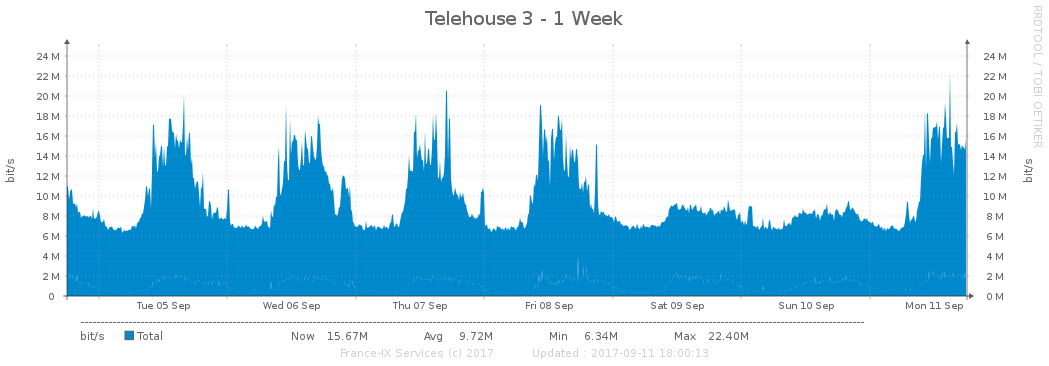 Telehouse 3 - 1 Week
RRDTOOL / TOBI OETIKER
24 M 24 M
22 M 22 M
20 M 20 M
18 M 18 M
16 M 16 M
14 M 14 M
12 M 12 M
10 M 10 M
8 M 8 M
6 M 6 M
4 M 4 M
2 M 2 M
0 0 M
bit/s
bit/s
Tue 05 Sep Wed 06 Sep Thu 07 Sep Fri 08 Sep Sat 09 Sep Sun 10 Sep Mon 11 Sep
bit/s Total Now 15.67M Avg 9.72M Min 6.34M Max 22.40M
France-IX Services (c) 2017 Updated : 2017-09-11 18:00:13